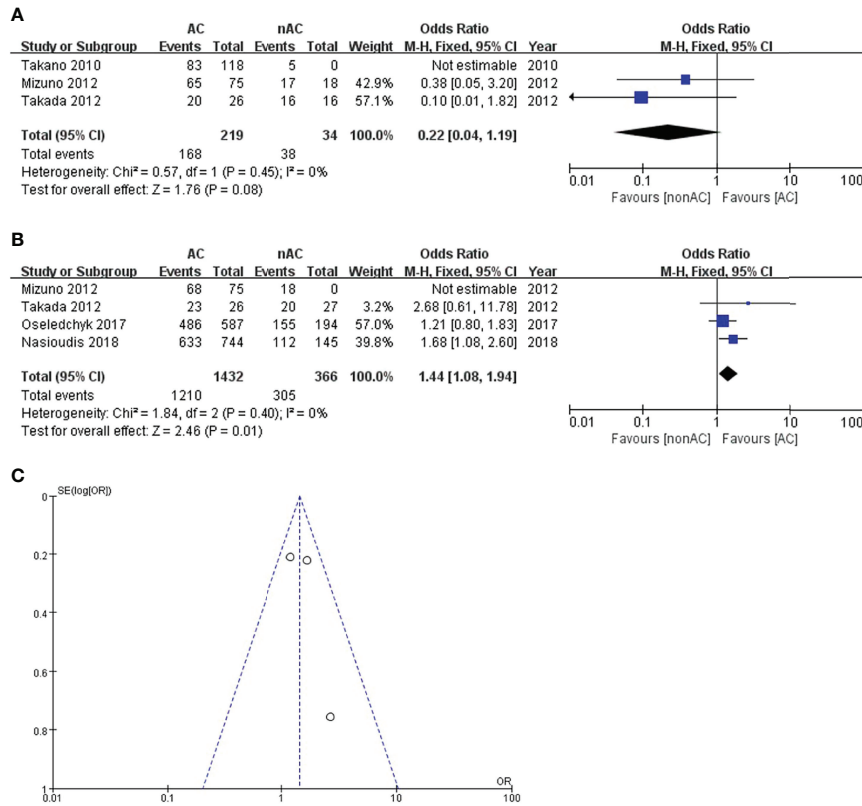 A
AC nAC Odds Ratio Odds Ratio
Study or Subgroup Events Total Events Total Weight M-H, Fixed, 95% CI Year M-H, Fixed, 95% CI
Takano 2010 83 118 5 0 Not estimable 2010
Mizuno 2012 65 75 17 18 42.9% 0.38 [0.05, 3.20] 2012
Takada 2012 20 26 16 16 57.1% 0.10 [0.01, 1.82] 2012
Total (95% CI) 219 34 100.0% 0.22 [0.04, 1.19]
Total events 168 38
Heterogeneity: Chi² = 0.57, df = 1 (P = 0.45); I² = 0%
Test for overall effect: Z = 1.76 (P = 0.08)
0.01 0.1 1 10 100
Favours [nonAC] Favours [AC]
B
AC nAC Odds Ratio Odds Ratio
Study or Subgroup Events Total Events Total Weight M-H, Fixed, 95% CI Year M-H, Fixed, 95% CI
Mizuno 2012 68 75 18 0 Not estimable 2012
Takada 2012 23 26 20 27 3.2% 2.68 [0.61, 11.78] 2012
Oseledchyk 2017 486 587 155 194 57.0% 1.21 [0.80, 1.83] 2017
Nasioudis 2018 633 744 112 145 39.8% 1.68 [1.08, 2.60] 2018
Total (95% CI) 1432 366 100.0% 1.44 [1.08, 1.94]
Total events 1210 305
Heterogeneity: Chi² = 1.84, df = 2 (P = 0.40); I² = 0%
Test for overall effect: Z = 2.46 (P = 0.01)
0.01 0.1 1 10 100
Favours [nonAC] Favours [AC]
C
SE(log[OR])
0
0.2
0.4
0.6
0.8
1
OR
0.01 0.1 1 10 100